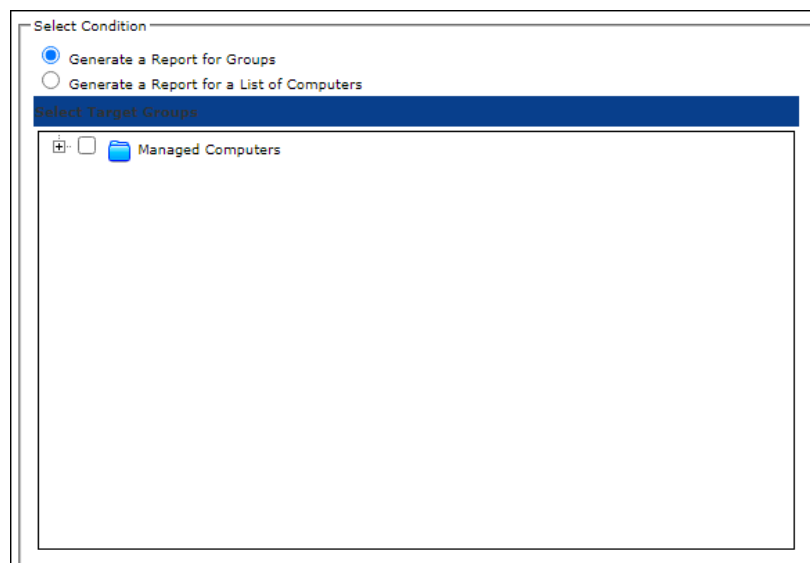 Select Condition
Generate a Report for Groups
Generate a Report for a List of Computers
Select Target Groups
Managed Computers